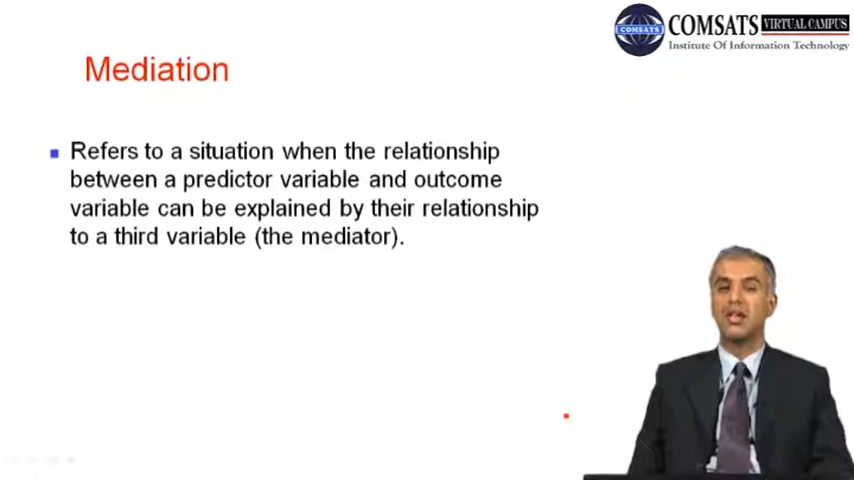 COMSATS
COMSATS VIRTUAL CAMPUS
Institute Of Information Technology
Mediation
Refers to a situation when the relationship
between a predictor variable and outcome
variable can be explained by their relationship
to a third variable (the mediator).